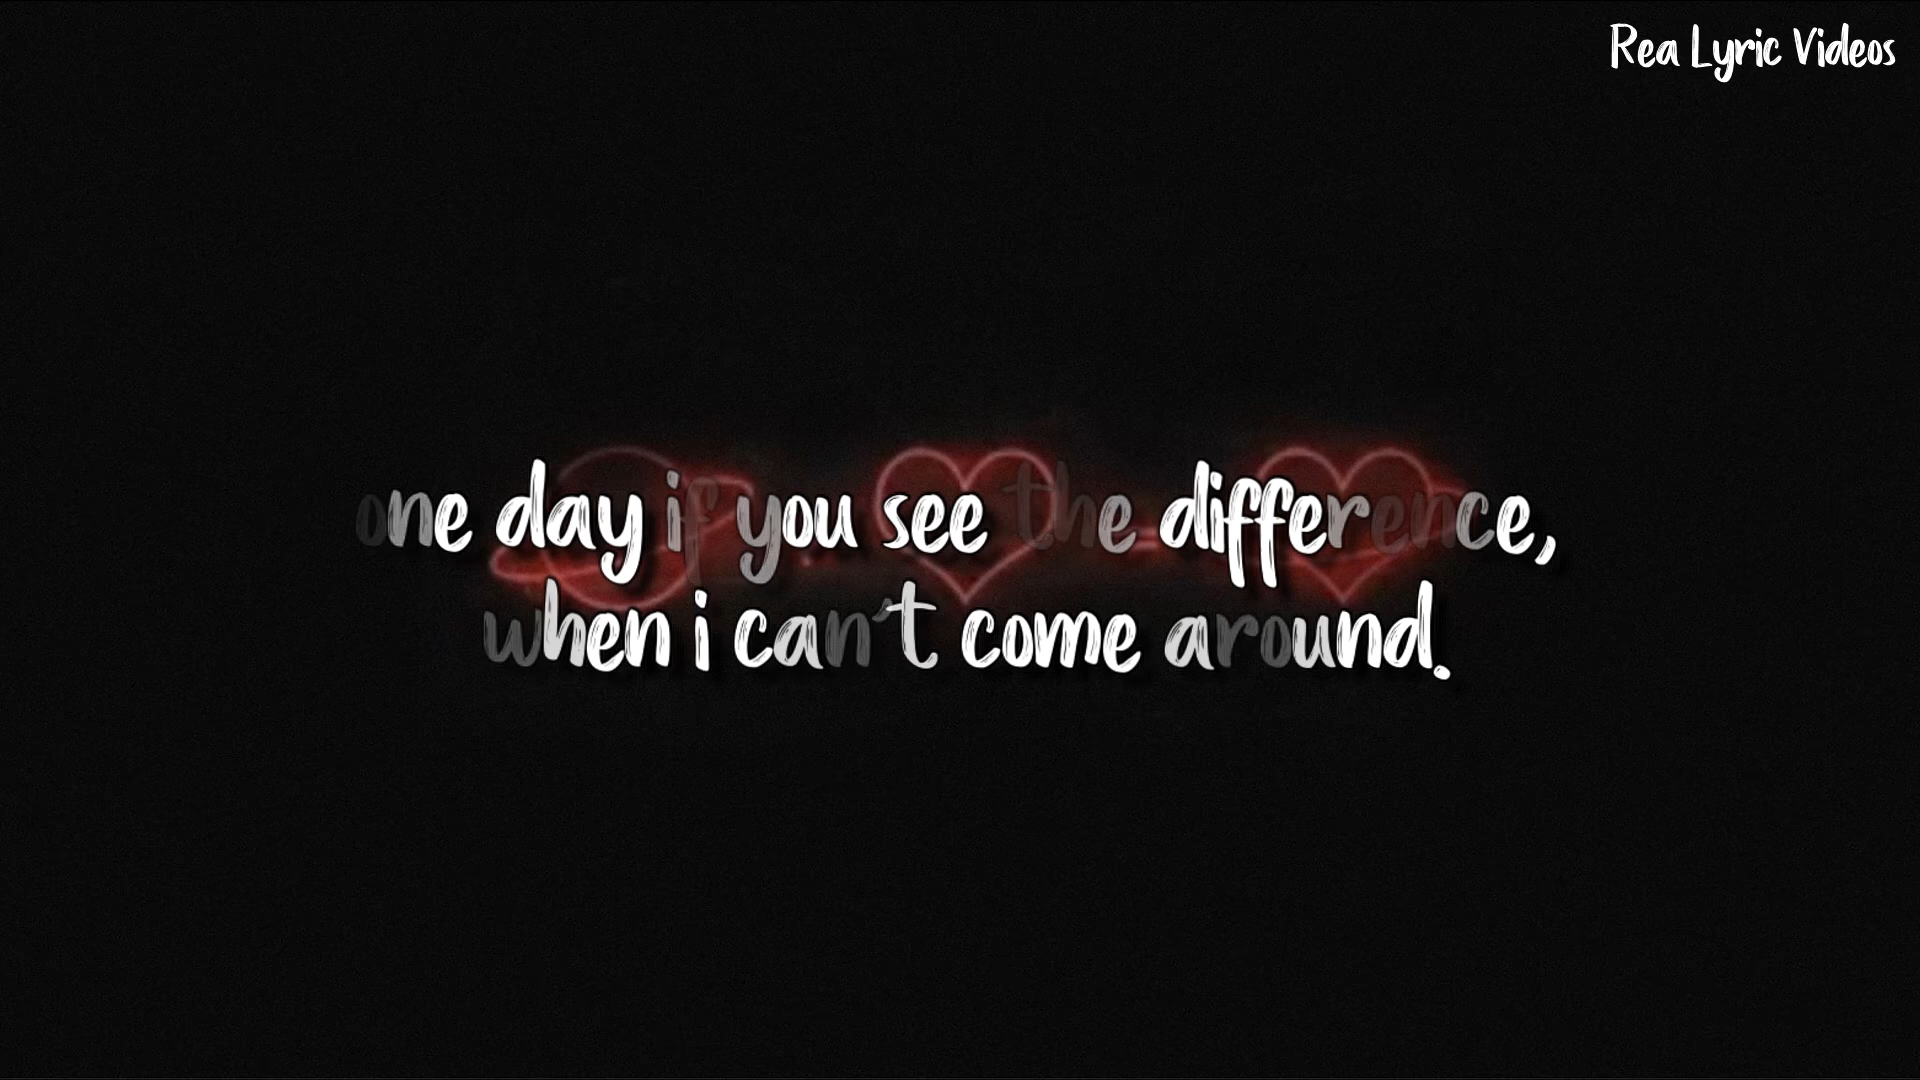 Rea Lyric Videos
one day if you see the difference,
when i can't come around.